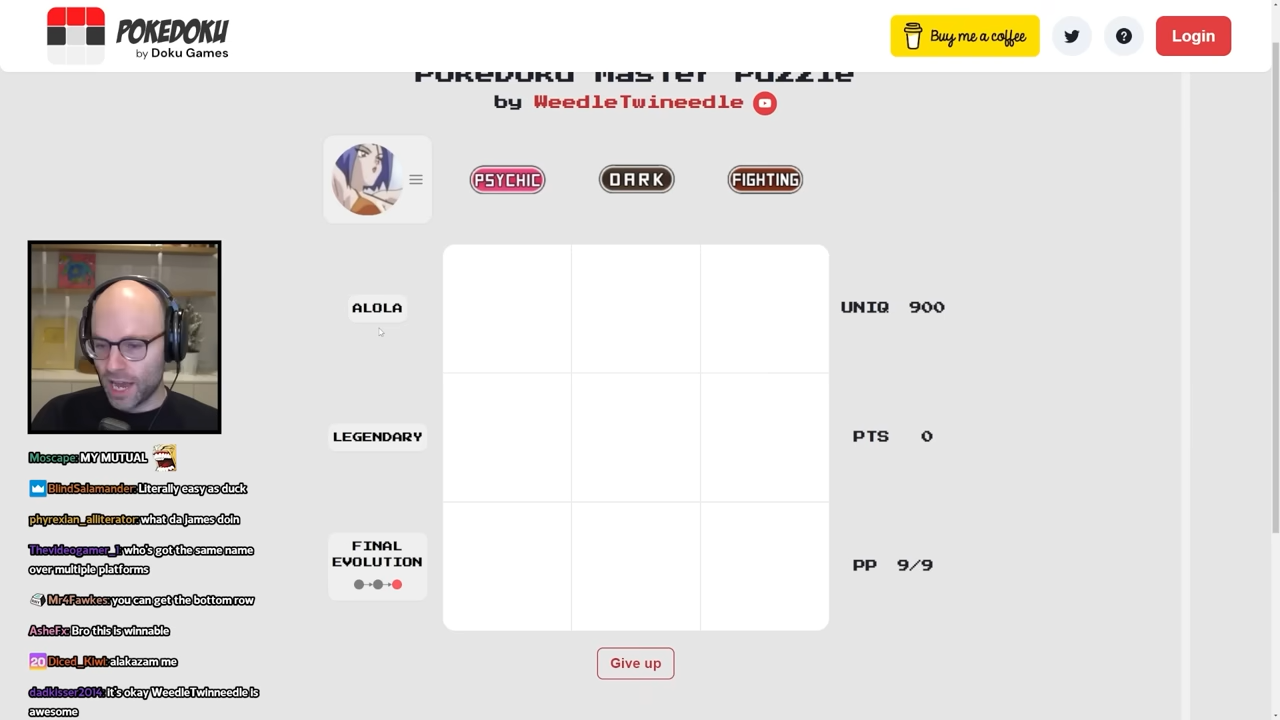 POKEDOKU
by Doku Games
Buy me a coffee
Login
PokeDoku Master Puzzle
by WeedleTwineedle
PSYCHIC
DARK
FIGHTING
ALOLA
UNIQ 900
LEGENDARY
PTS 0
FINAL
EVOLUTION
PP 9/9
Give up
Moscape: MY MUTUAL
BlindSalamander: Literally easy as duck
phyrexian_alliterator: what da james doin
Thevideogamer_1: who's got the same name
over multiple platforms
Mr4Fawkes: you can get the bottom row
AsheFx: Bro this is winnable
20 Diced_Kiwi: alakazam me
dadkisser2014: it's okay WeedleTwinneedle is
awesome